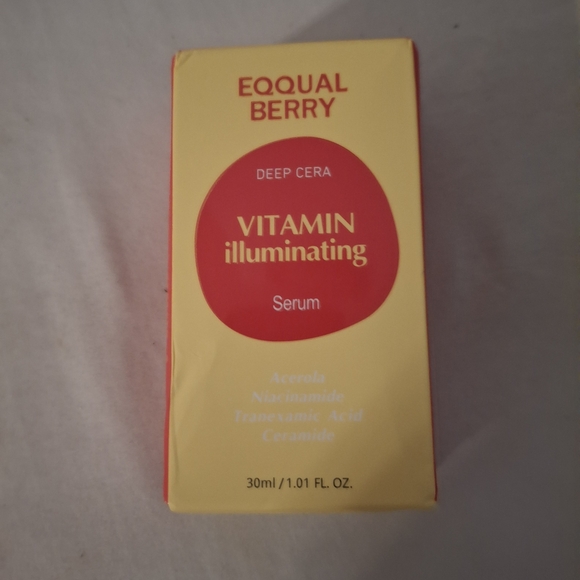 EQQUAL
BERRY
DEEP CERA
VITAMIN
illuminating
Serum
Acerola
Niacinamide
Tranexamic Acid
Ceramide
30ml / 1.01 FL. OZ.